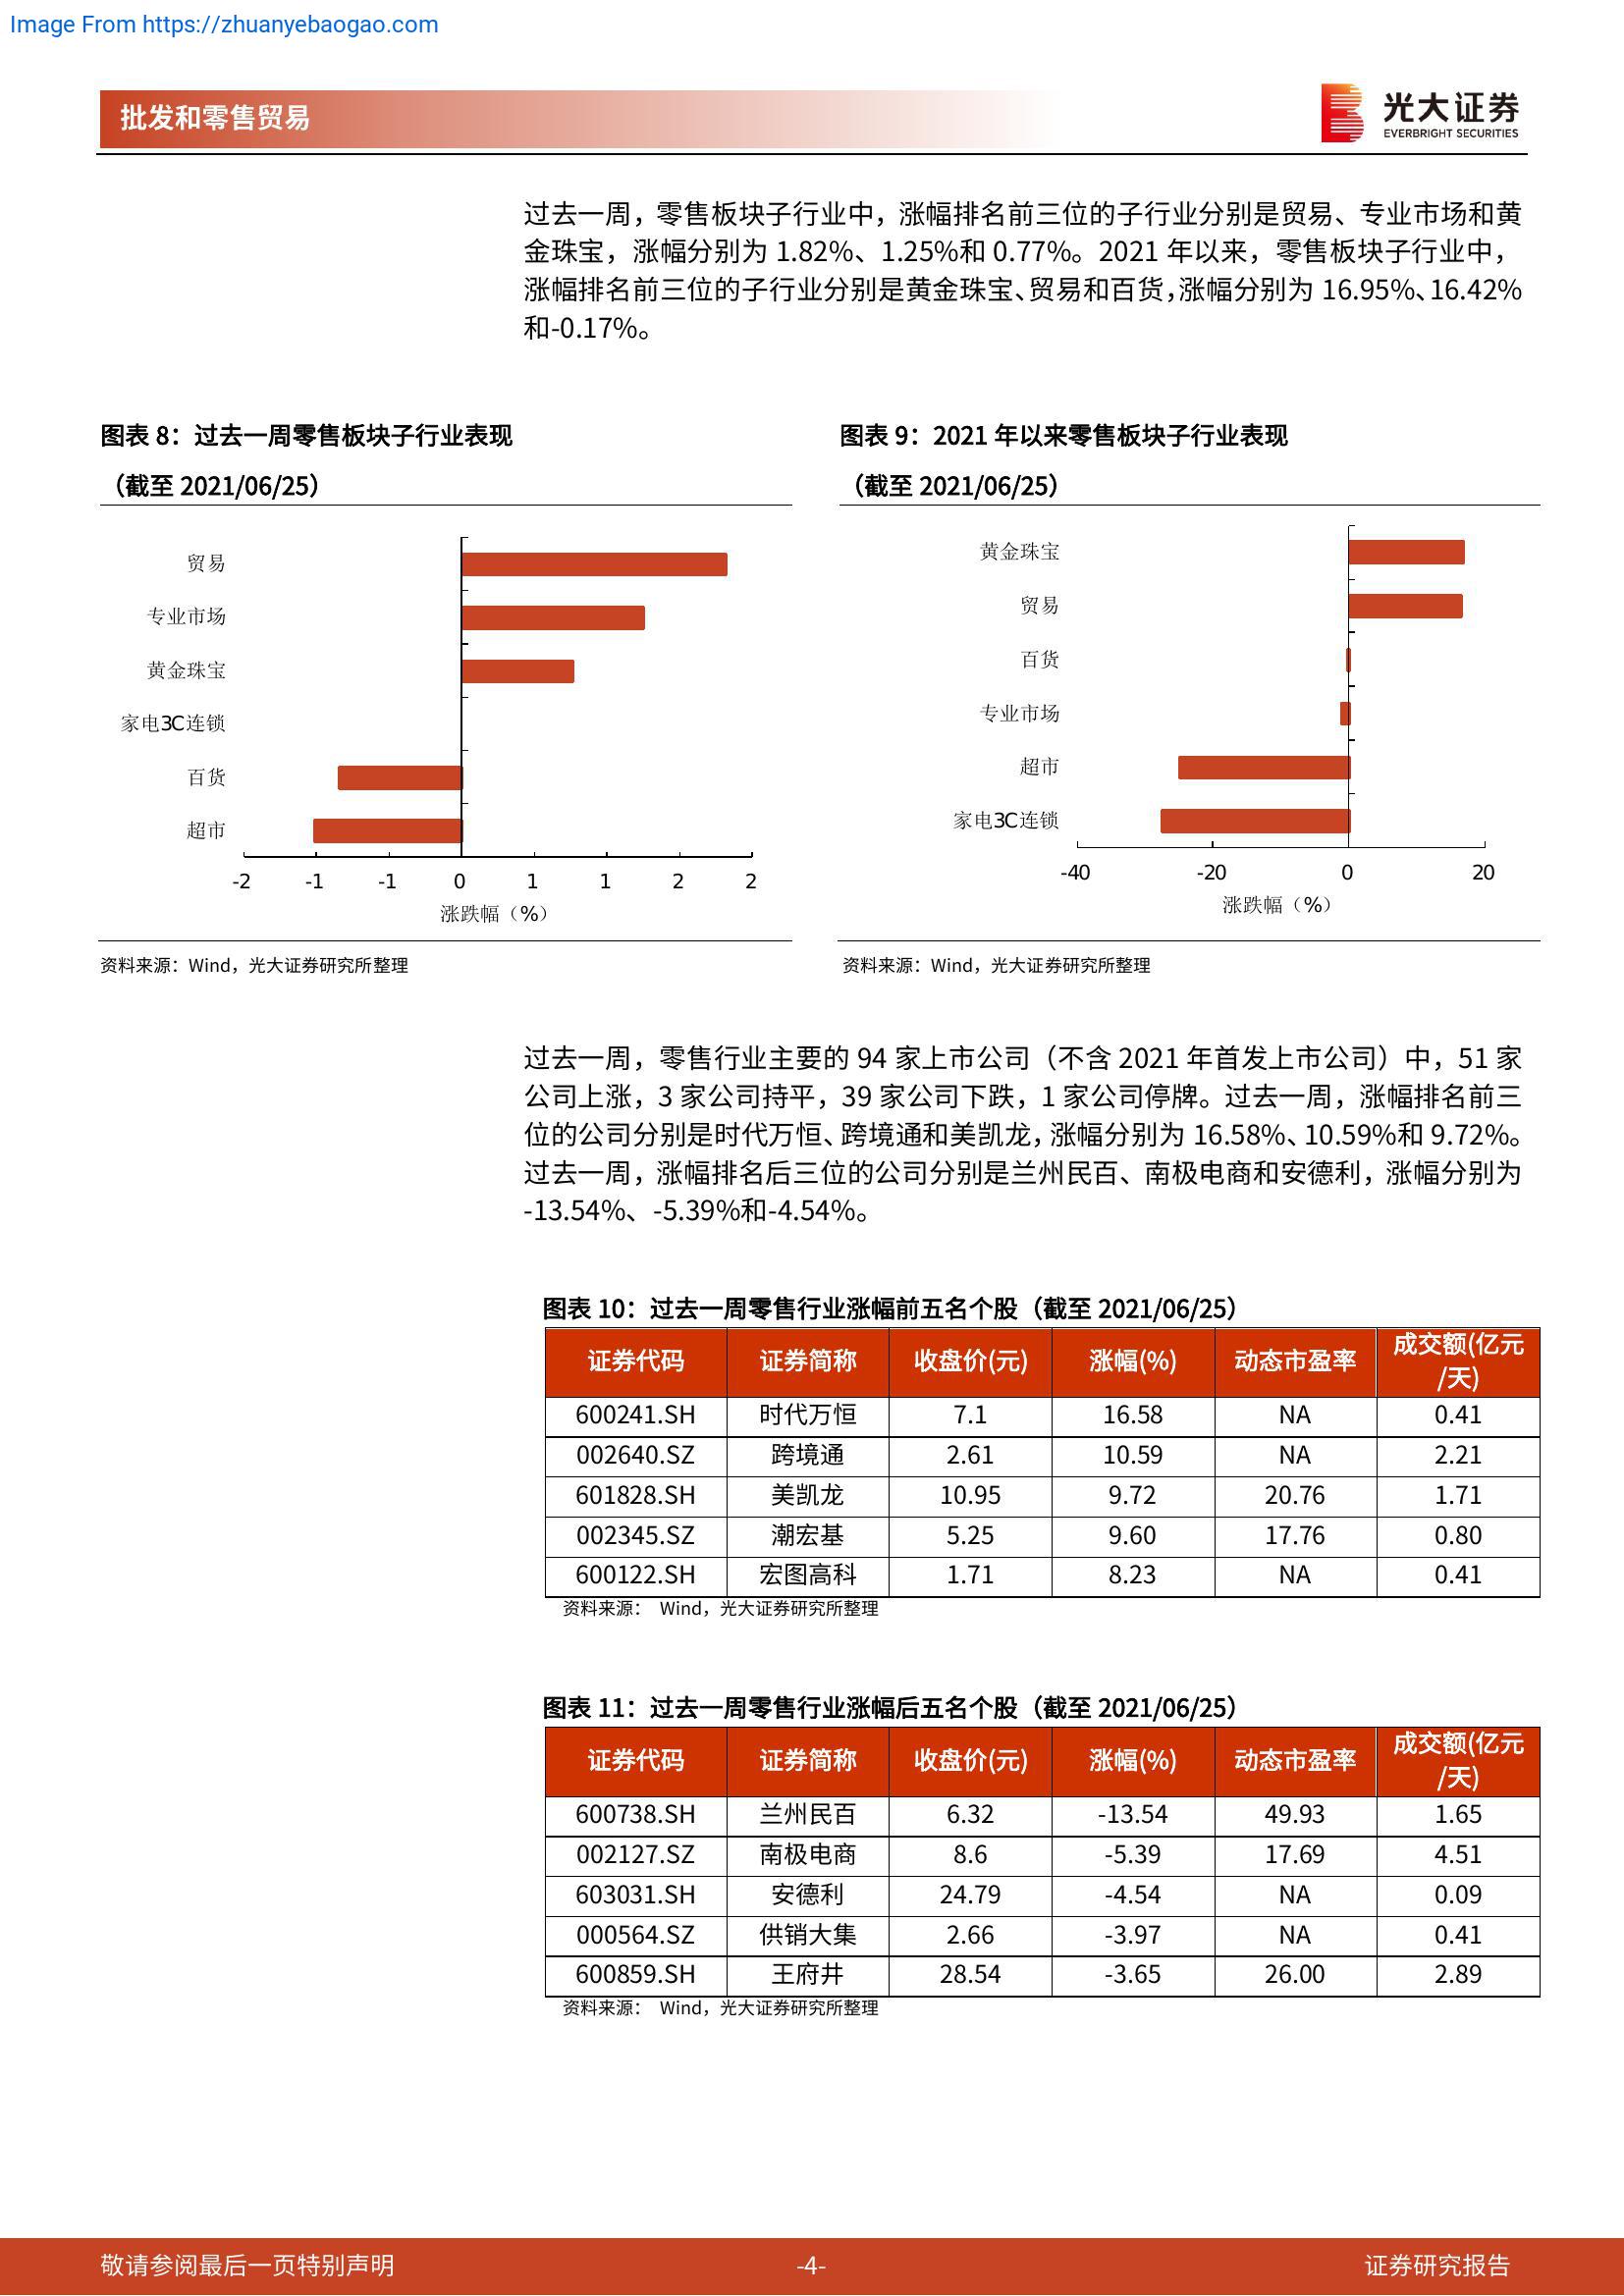 Image From https://zhuanyebaogao.com
批发和零售贸易
光大证券
EVERBRIGHT SECURITIES
过去一周，零售板块子行业中，涨幅排名前三位的子行业分别是贸易、专业市场和黄
金珠宝，涨幅分别为 1.82%、1.25%和 0.77%。2021 年以来，零售板块子行业中，
涨幅排名前三位的子行业分别是黄金珠宝、贸易和百货，涨幅分别为 16.95%、16.42%
和-0.17%。
图表 8：过去一周零售板块子行业表现
（截至 2021/06/25）
贸易
专业市场
黄金珠宝
家电3C连锁
百货
超市
-2 -1 -1 0 1 1 2 2
涨跌幅（%）
资料来源：Wind，光大证券研究所整理
图表 9：2021 年以来零售板块子行业表现
（截至 2021/06/25）
黄金珠宝
贸易
百货
专业市场
超市
家电3C连锁
-40 -20 0 20
涨跌幅（%）
资料来源：Wind，光大证券研究所整理
过去一周，零售行业主要的 94 家上市公司（不含 2021 年首发上市公司）中，51 家
公司上涨，3 家公司持平，39 家公司下跌，1 家公司停牌。过去一周，涨幅排名前三
位的公司分别是时代万恒、跨境通和美凯龙，涨幅分别为 16.58%、10.59%和 9.72%。
过去一周，涨幅排名后三位的公司分别是兰州民百、南极电商和安德利，涨幅分别为
-13.54%、-5.39%和-4.54%。
图表 10：过去一周零售行业涨幅前五名个股（截至 2021/06/25）
证券代码 证券简称 收盘价(元) 涨幅(%) 动态市盈率 成交额(亿元
/天)
600241.SH 时代万恒 7.1 16.58 NA 0.41
002640.SZ 跨境通 2.61 10.59 NA 2.21
601828.SH 美凯龙 10.95 9.72 20.76 1.71
002345.SZ 潮宏基 5.25 9.60 17.76 0.80
600122.SH 宏图高科 1.71 8.23 NA 0.41
资料来源： Wind，光大证券研究所整理
图表 11：过去一周零售行业涨幅后五名个股（截至 2021/06/25）
证券代码 证券简称 收盘价(元) 涨幅(%) 动态市盈率 成交额(亿元
/天)
600738.SH 兰州民百 6.32 -13.54 49.93 1.65
002127.SZ 南极电商 8.6 -5.39 17.69 4.51
603031.SH 安德利 24.79 -4.54 NA 0.09
000564.SZ 供销大集 2.66 -3.97 NA 0.41
600859.SH 王府井 28.54 -3.65 26.00 2.89
资料来源： Wind，光大证券研究所整理
敬请参阅最后一页特别声明 -4- 证券研究报告